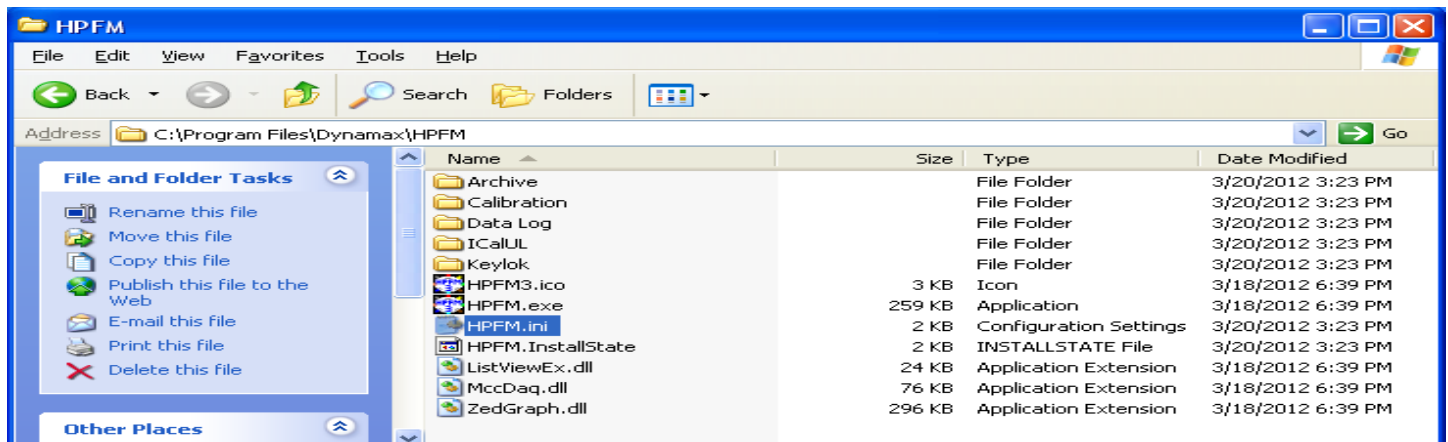 HPFM
File Edit View Favorites Tools Help
Back Search Folders
Address C:\Program Files\Dynamax\HPFM Go
File and Folder Tasks
Rename this file
Move this file
Copy this file
Publish this file to the
Web
E-mail this file
Print this file
Delete this file
Other Places
Name Size Type Date Modified
Archive File Folder 3/20/2012 3:23 PM
Calibration File Folder 3/20/2012 3:23 PM
Data Log File Folder 3/20/2012 3:23 PM
ICalUL File Folder 3/20/2012 3:23 PM
Keylok File Folder 3/20/2012 3:23 PM
HPFM3.ico 3 KB Icon 3/18/2012 6:39 PM
HPFM.exe 259 KB Application 3/18/2012 6:39 PM
HPFM.ini 2 KB Configuration Settings 3/20/2012 3:23 PM
HPFM.InstallState 2 KB INSTALLSTATE File 3/20/2012 3:23 PM
ListViewEx.dll 24 KB Application Extension 3/18/2012 6:39 PM
MccDaq.dll 76 KB Application Extension 3/18/2012 6:39 PM
ZedGraph.dll 296 KB Application Extension 3/18/2012 6:39 PM